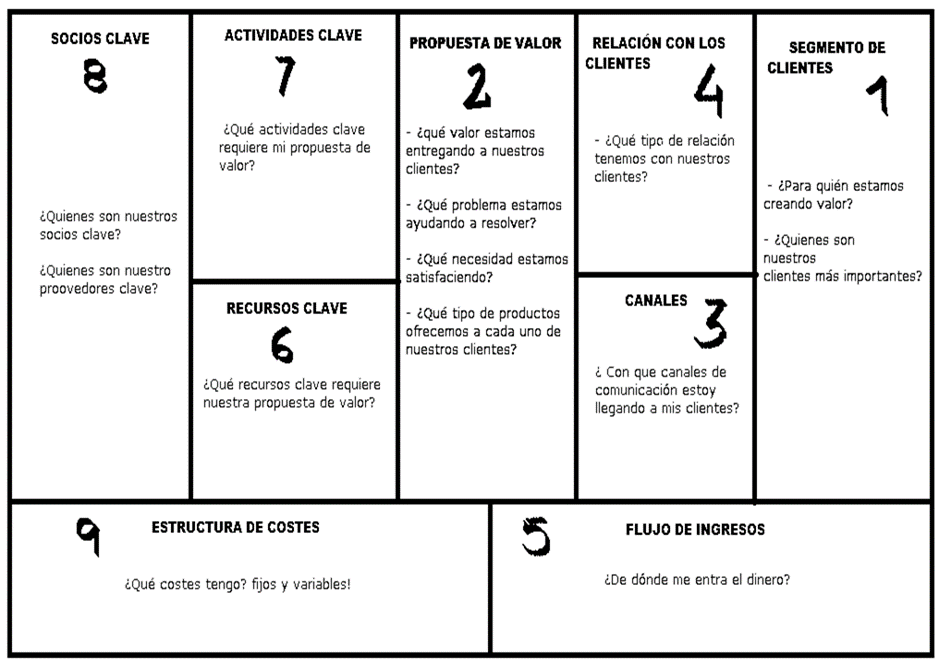 SOCIOS CLAVE
8
¿Quienes son nuestros
socios clave?
¿Quienes son nuestro
proovedores clave?
ACTIVIDADES CLAVE
7
¿Qué actividades clave
requiere mi propuesta de
valor?
RECURSOS CLAVE
6
¿Qué recursos clave requiere
nuestra propuesta de valor?
PROPUESTA DE VALOR
2
- ¿qué valor estamos
entregando a nuestros
clientes?
- ¿Qué problema estamos
ayudando a resolver?
- ¿Qué necesidad estamos
satisfaciendo?
- ¿Qué tipo de productos
ofrecemos a cada uno de
nuestros clientes?
RELACIÓN CON LOS
CLIENTES
4
- ¿Qué tipo de relación
tenemos con nuestros
clientes?
CANALES
3
¿ Con que canales de
comunicación estoy
llegando a mis clientes?
SEGMENTO DE
CLIENTES
1
- ¿Para quién estamos
creando valor?
- ¿Quienes son
nuestros
clientes más importantes?
9
ESTRUCTURA DE COSTES
¿Qué costes tengo? fijos y variables!
5
FLUJO DE INGRESOS
¿De dónde me entra el dinero?